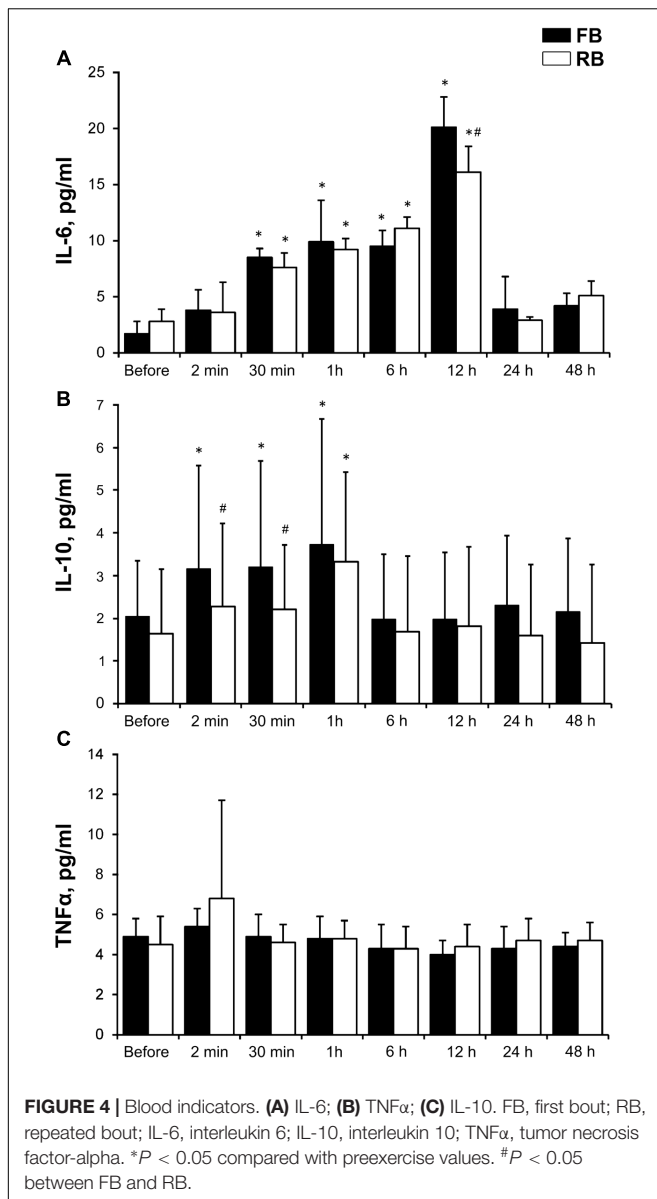 FB
RB
A
25
*
20
*#
15
*
*
*
*
*
*
10
5
0
IL-6, pg/ml
Before 2 min 30 min 1h 6 h 12 h 24 h 48 h
B
7
*
6
*
*
*
5
#
#
4
3
2
1
0
IL-10, pg/ml
Before 2 min 30 min 1h 6 h 12 h 24 h 48 h
C
14
12
10
8
6
4
2
0
TNFα, pg/ml
Before 2 min 30 min 1h 6 h 12 h 24 h 48 h
FIGURE 4 | Blood indicators. (A) IL-6; (B) TNFα; (C) IL-10. FB, first bout; RB,
repeated bout; IL-6, interleukin 6; IL-10, interleukin 10; TNFα, tumor necrosis
factor-alpha. *P < 0.05 compared with preexercise values. #P < 0.05
between FB and RB.